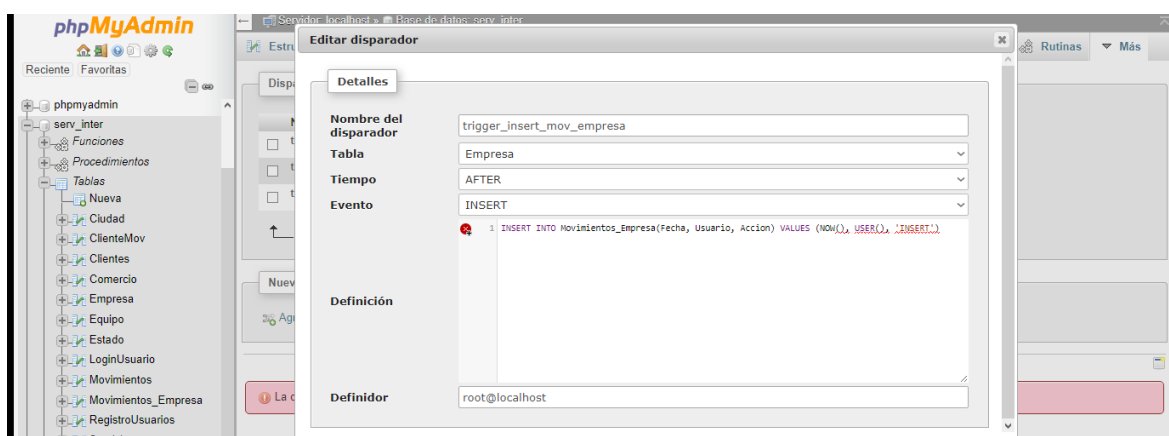 phpMyAdmin
Reciente Favoritas
phpmyadmin
serv_inter
Funciones
Procedimientos
Tablas
Nueva
Ciudad
ClienteMov
Clientes
Comercio
Empresa
Equipo
Estado
LoginUsuario
Movimientos
Movimientos_Empresa
RegistroUsuarios
Servidor: localhost » Base de datos: serv_inter
Estru
Rutinas
Más
Disp
Nuev
Agr
La
Editar disparador
Detalles
Nombre del disparador
trigger_insert_mov_empresa
Tabla
Empresa
Tiempo
AFTER
Evento
INSERT
Definición
1 INSERT INTO Movimientos_Empresa(Fecha, Usuario, Accion) VALUES (NOW(), USER(), 'INSERT')
Definidor
root@localhost